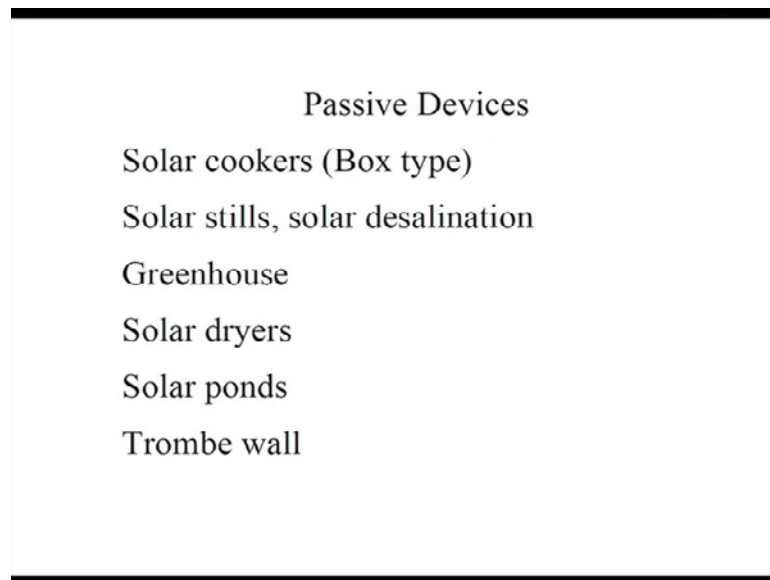 Passive Devices
Solar cookers (Box type)
Solar stills, solar desalination
Greenhouse
Solar dryers
Solar ponds
Trombe wall